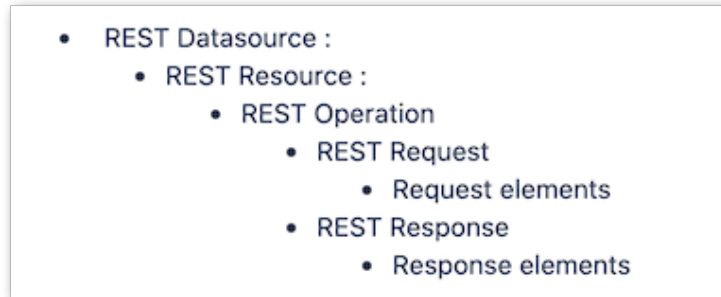 • REST Datasource :
• REST Resource :
• REST Operation
• REST Request
• Request elements
• REST Response
• Response elements